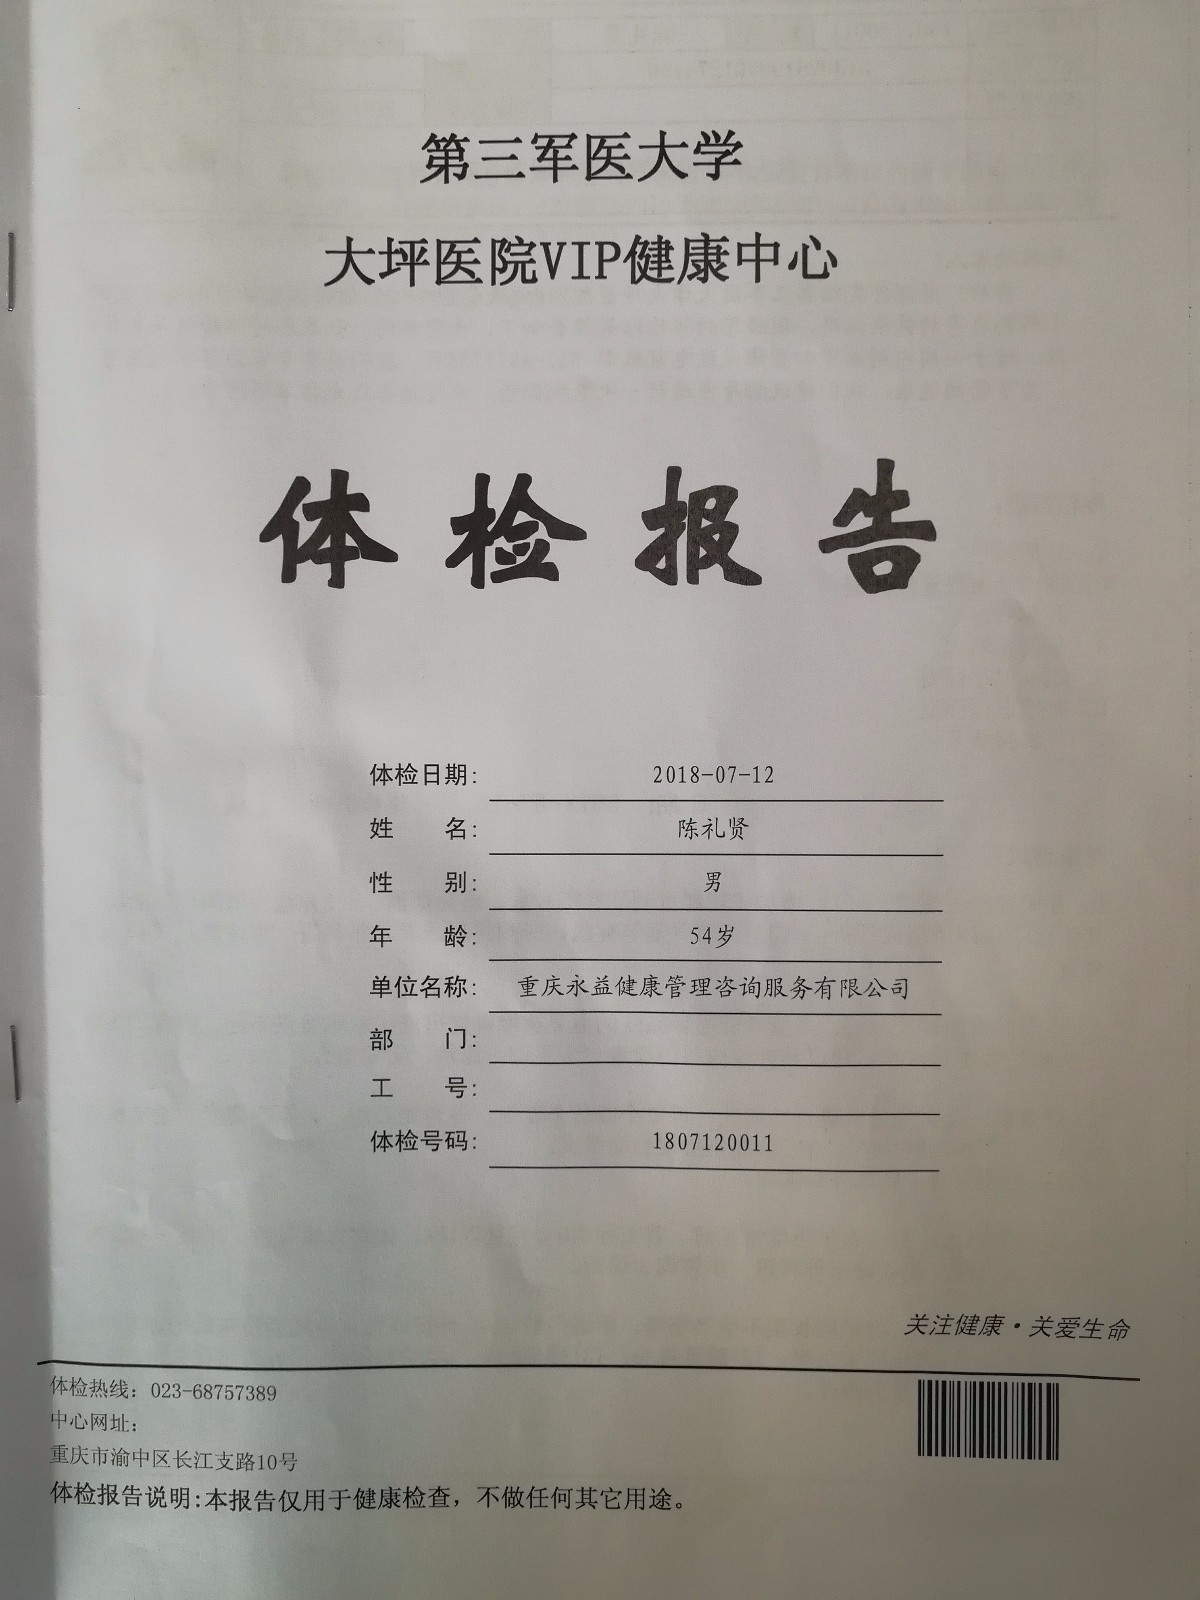 第三军医大学
大坪医院VIP健康中心
体检报告
体检日期: 2018-07-12
姓 名: 陈礼贤
性 别: 男
年 龄: 54岁
单位名称: 重庆永益健康管理咨询服务有限公司
部 门:
工 号:
体检号码: 1807120011
关注健康·关爱生命
体检热线: 023-68757389
中心网址:
重庆市渝中区长江支路10号
体检报告说明:本报告仅用于健康检查，不做任何其它用途。